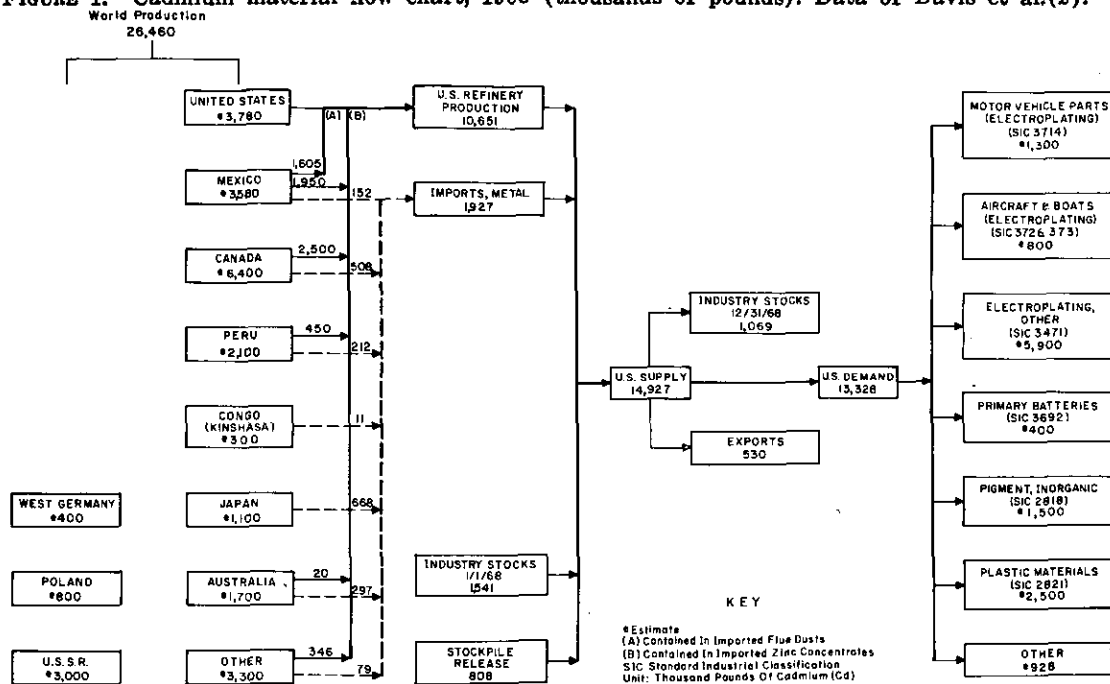 FIGURE 1. Cadmium material flow chart, 1968 (thousands of pounds). Data of Davis et al.(2).
World Production
26,460
UNITED STATES
*3,780
(A) (B)
U.S. REFINERY
PRODUCTION
10,651
MOTOR VEHICLE PARTS
(ELECTROPLATING)
(SIC 3714)
*1,300
1,605
MEXICO
*3,580
1,950
152
IMPORTS, METAL
1,927
AIRCRAFT & BOATS
(ELECTROPLATING)
(SIC 372& 373)
*800
CANADA
*6,400
2,500
508
INDUSTRY STOCKS
12/31/68
1,069
ELECTROPLATING,
OTHER
(SIC 3471)
*5,900
PERU
*2,100
450
212
U.S. SUPPLY
14,927
U.S. DEMAND
13,328
CONGO
(KINSHASA)
*300
11
EXPORTS
530
PRIMARY BATTERIES
(SIC 3692)
*400
WEST GERMANY
*400
JAPAN
*1,100
668
PIGMENT, INORGANIC
(SIC 2818)
*1,500
POLAND
*800
AUSTRALIA
*1,700
20
297
INDUSTRY STOCKS
1/1/68
1,541
PLASTIC MATERIALS
(SIC 2821)
*2,500
U.S.S.R.
*3,000
OTHER
*3,300
346
79
STOCKPILE
RELEASE
808
OTHER
*928
KEY
*Estimate
(A) Contained In Imported Flue Dusts
(B) Contained In Imported Zinc Concentrates
SIC Standard Industrial Classification
Unit: Thousand Pounds Of Cadmium (Cd)